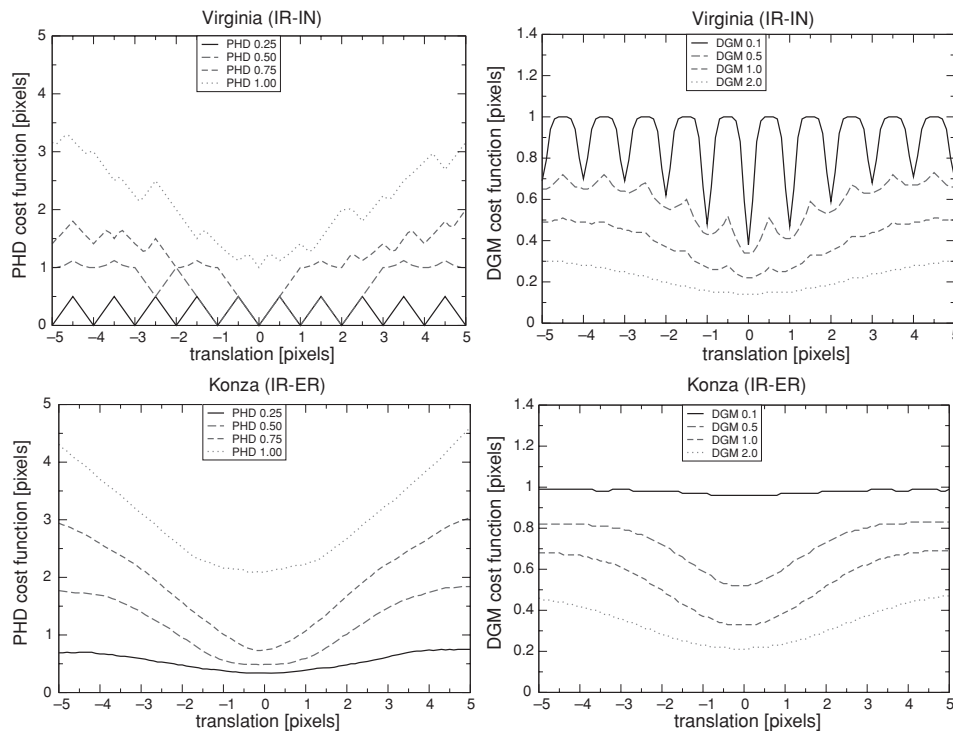 Virginia (IR-IN)
PHD cost function [pixels]
5
4
3
2
1
0
PHD 0.25
PHD 0.50
PHD 0.75
PHD 1.00
−5 −4 −3 −2 −1 0 1 2 3 4 5
translation [pixels]
Virginia (IR-IN)
DGM cost function [pixels]
1.4
1.2
1
0.8
0.6
0.4
0.2
0
DGM 0.1
DGM 0.5
DGM 1.0
DGM 2.0
−5 −4 −3 −2 −1 0 1 2 3 4 5
translation [pixels]
Konza (IR-ER)
PHD cost function [pixels]
5
4
3
2
1
0
PHD 0.25
PHD 0.50
PHD 0.75
PHD 1.00
−5 −4 −3 −2 −1 0 1 2 3 4 5
translation [pixels]
Konza (IR-ER)
DGM cost function [pixels]
1.4
1.2
1
0.8
0.6
0.4
0.2
0
DGM 0.1
DGM 0.5
DGM 1.0
DGM 2.0
−5 −4 −3 −2 −1 0 1 2 3 4 5
translation [pixels]